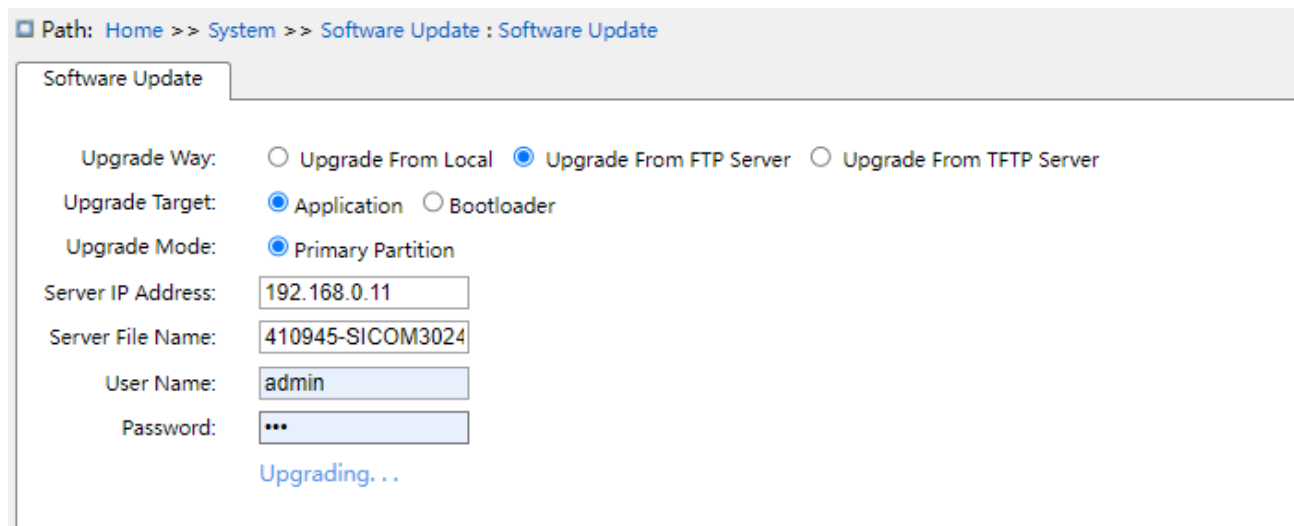 Path: Home >> System >> Software Update : Software Update
Software Update
Upgrade Way: Upgrade From Local Upgrade From FTP Server Upgrade From TFTP Server
Upgrade Target: Application Bootloader
Upgrade Mode: Primary Partition
Server IP Address: 192.168.0.11
Server File Name: 410945-SICOM3024
User Name: admin
Password: •••
Upgrading. . .